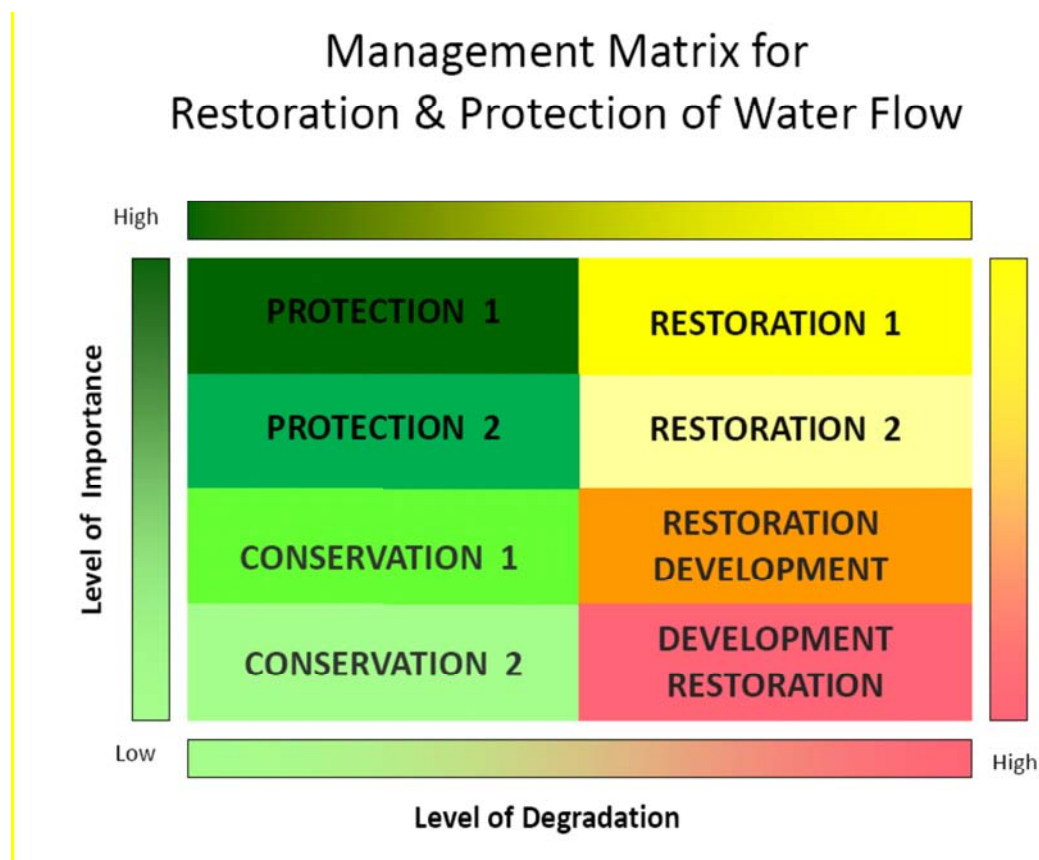 Management Matrix for
Restoration & Protection of Water Flow
High
PROTECTION 1
RESTORATION 1
PROTECTION 2
RESTORATION 2
Level of Importance
CONSERVATION 1
RESTORATION
DEVELOPMENT
CONSERVATION 2
DEVELOPMENT
RESTORATION
Low
High
Level of Degradation